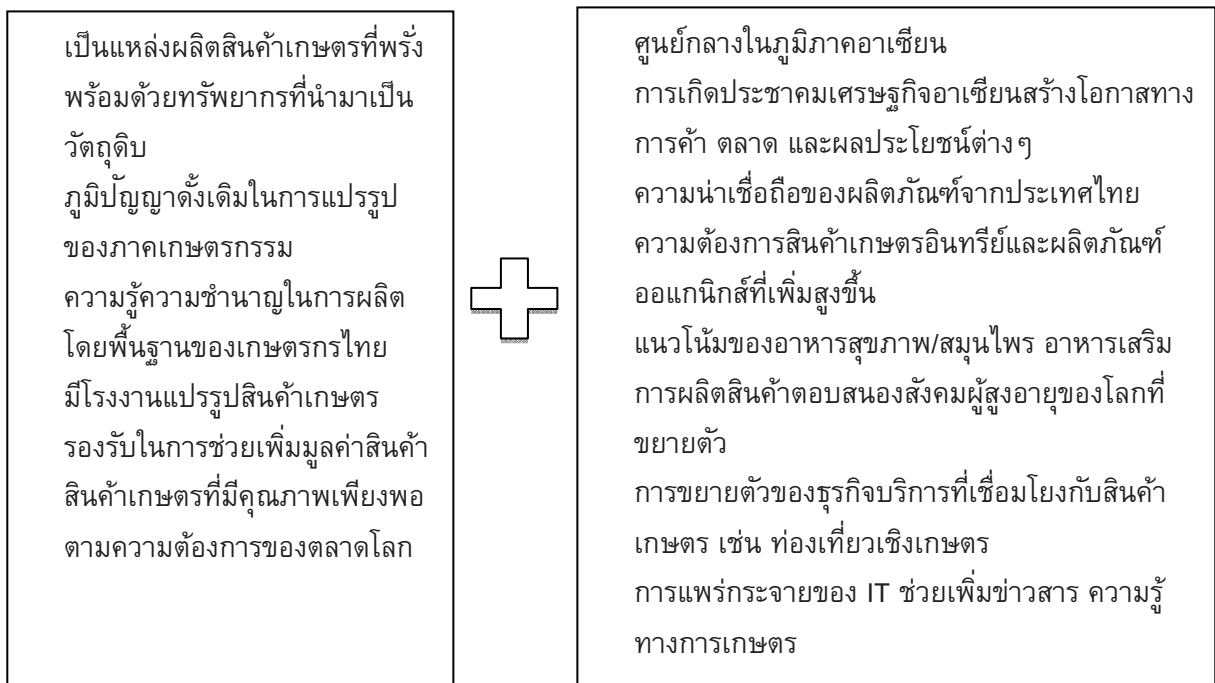 เป็นแหล่งผลิตสินค้าเกษตรที่พรั่ง
พร้อมด้วยทรัพยากรที่นำมาเป็น
วัตถุดิบ
ภูมิปัญญาดั้งเดิมในการแปรรูป
ของภาคเกษตรกรรม
ความรู้ความชำนาญในการผลิต
โดยพื้นฐานของเกษตรกรไทย
มีโรงงานแปรรูปสินค้าเกษตร
รองรับในการช่วยเพิ่มมูลค่าสินค้า
สินค้าเกษตรที่มีคุณภาพเพียงพอ
ตามความต้องการของตลาดโลก
ศูนย์กลางในภูมิภาคอาเซียน
การเกิดประชาคมเศรษฐกิจอาเซียนสร้างโอกาสทาง
การค้า ตลาด และผลประโยชน์ต่างๆ
ความน่าเชื่อถือของผลิตภัณฑ์จากประเทศไทย
ความต้องการสินค้าเกษตรอินทรีย์และผลิตภัณฑ์
ออแกนิกส์ที่เพิ่มสูงขึ้น
แนวโน้มของอาหารสุขภาพ/สมุนไพร อาหารเสริม
การผลิตสินค้าตอบสนองสังคมผู้สูงอายุของโลกที่
ขยายตัว
การขยายตัวของธุรกิจบริการที่เชื่อมโยงกับสินค้า
เกษตร เช่น ท่องเที่ยวเชิงเกษตร
การแพร่กระจายของ IT ช่วยเพิ่มข่าวสาร ความรู้
ทางการเกษตร